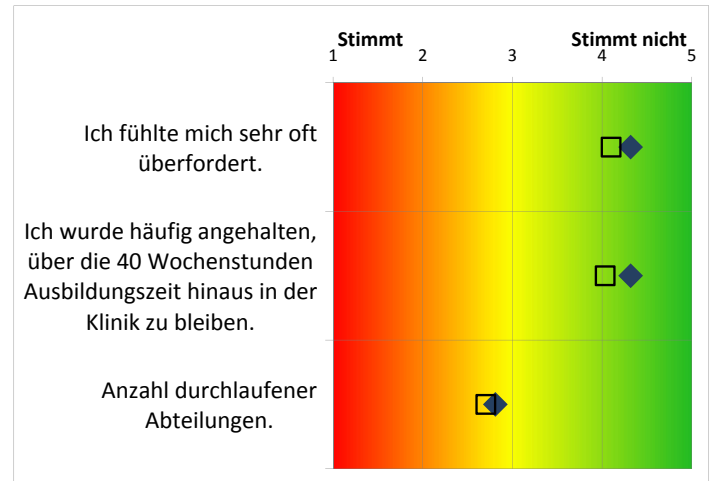 Stimmt Stimmt nicht
1 2 3 4 5
Ich fühlte mich sehr oft
überfordert.
Ich wurde häufig angehalten,
über die 40 Wochenstunden
Ausbildungszeit hinaus in der
Klinik zu bleiben.
Anzahl durchlaufener
Abteilungen.